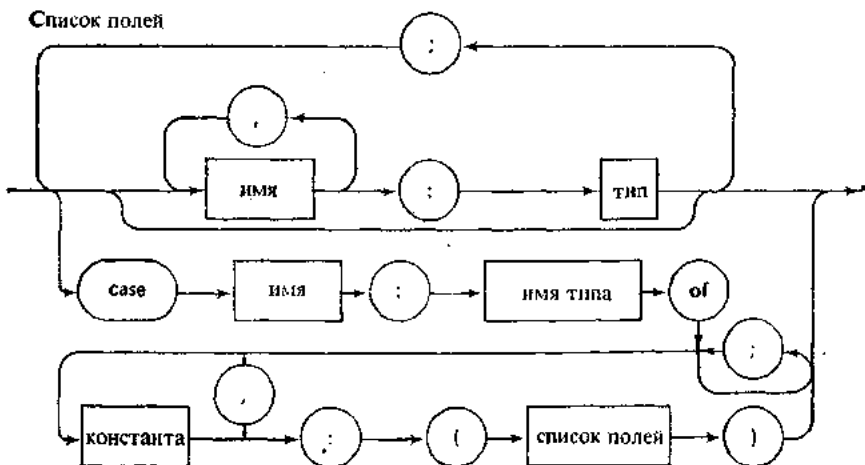 Список полей
;
,
имя : тип
case имя : имя типа of
;
,
константа : ( список полей )